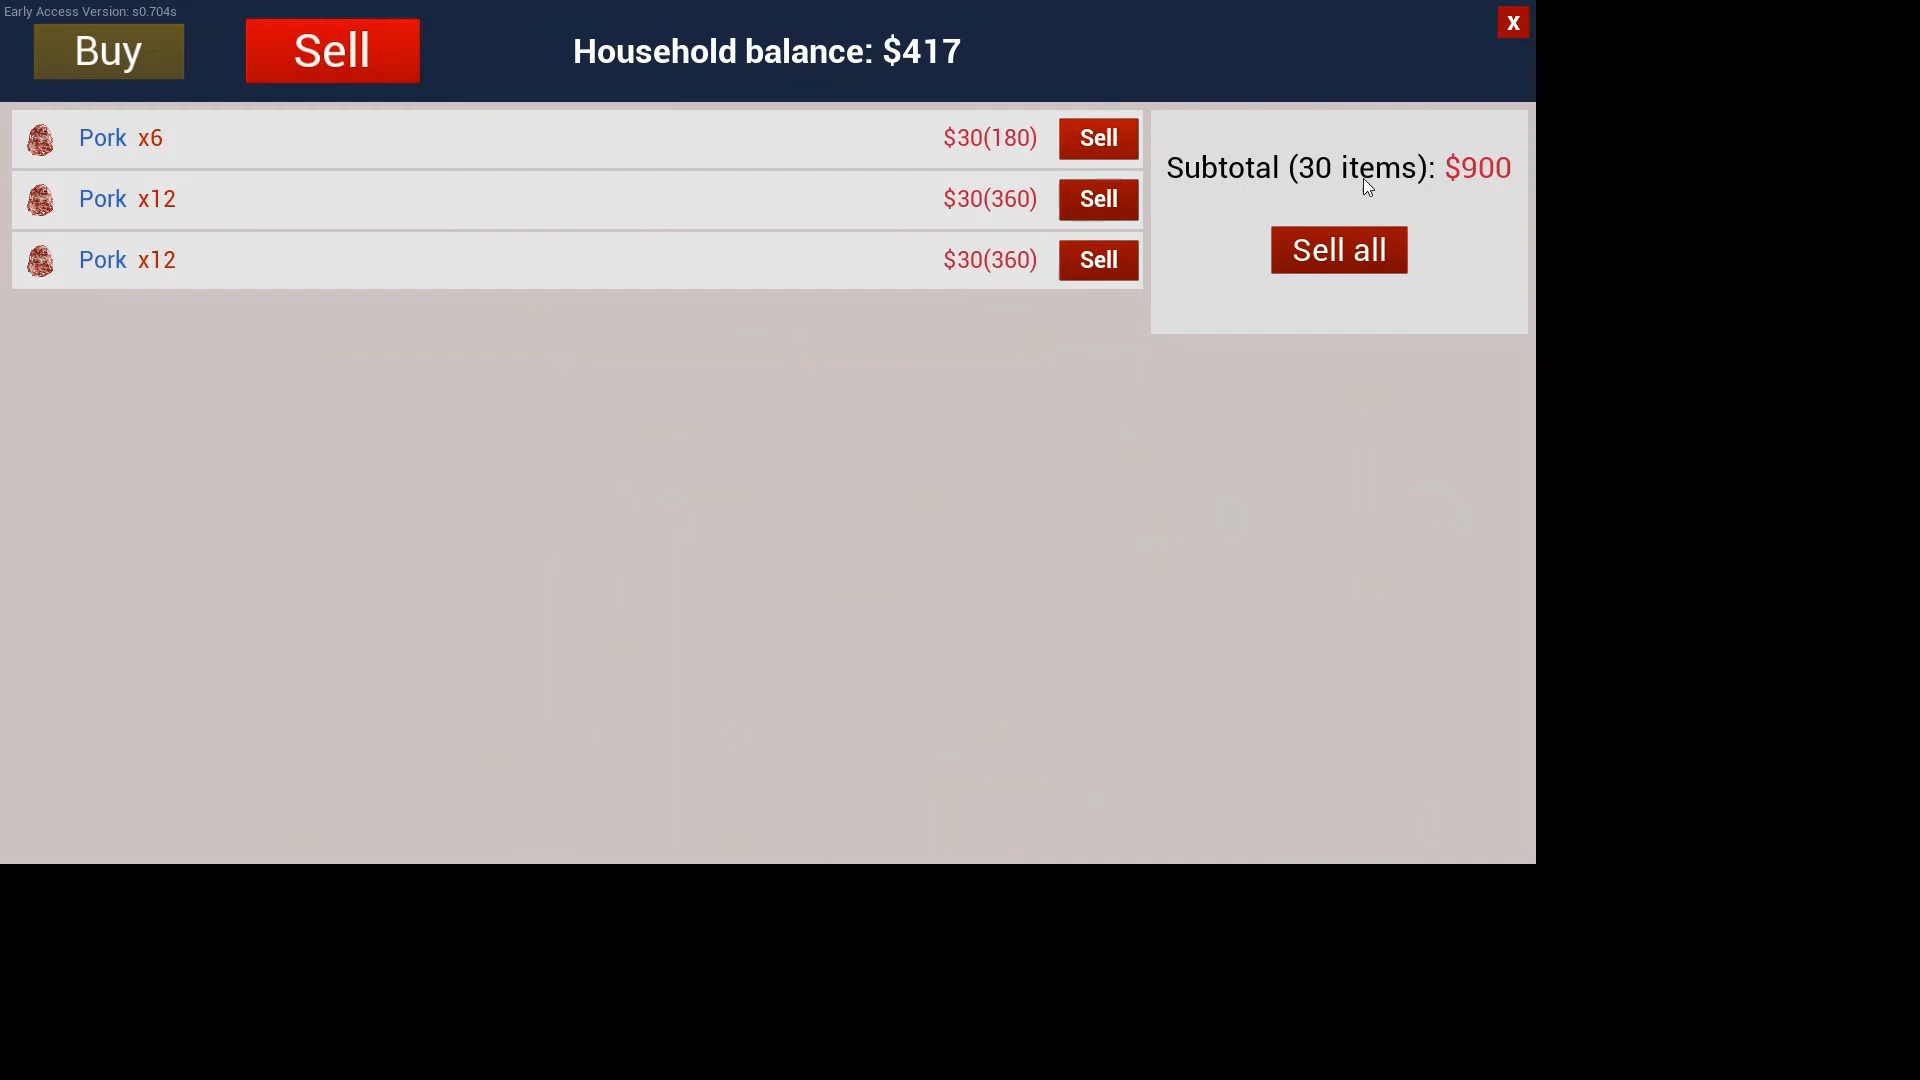 Early Access Version: s0.704s
Buy
Sell
Household balance: $417
X
Pork x6 $30(180) Sell
Pork x12 $30(360) Sell
Pork x12 $30(360) Sell
Subtotal (30 items): $900
Sell all